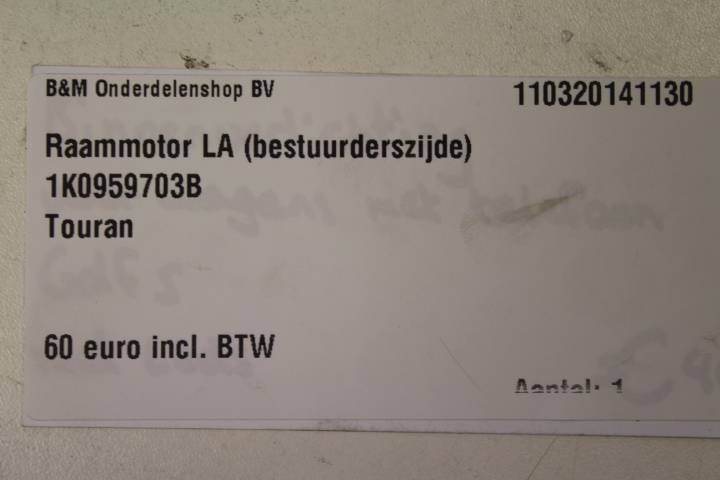 B&M Onderdelenshop BV 110320141130
Raammotor LA (bestuurderszijde)
1K0959703B
Touran
60 euro incl. BTW
Aantal: 1